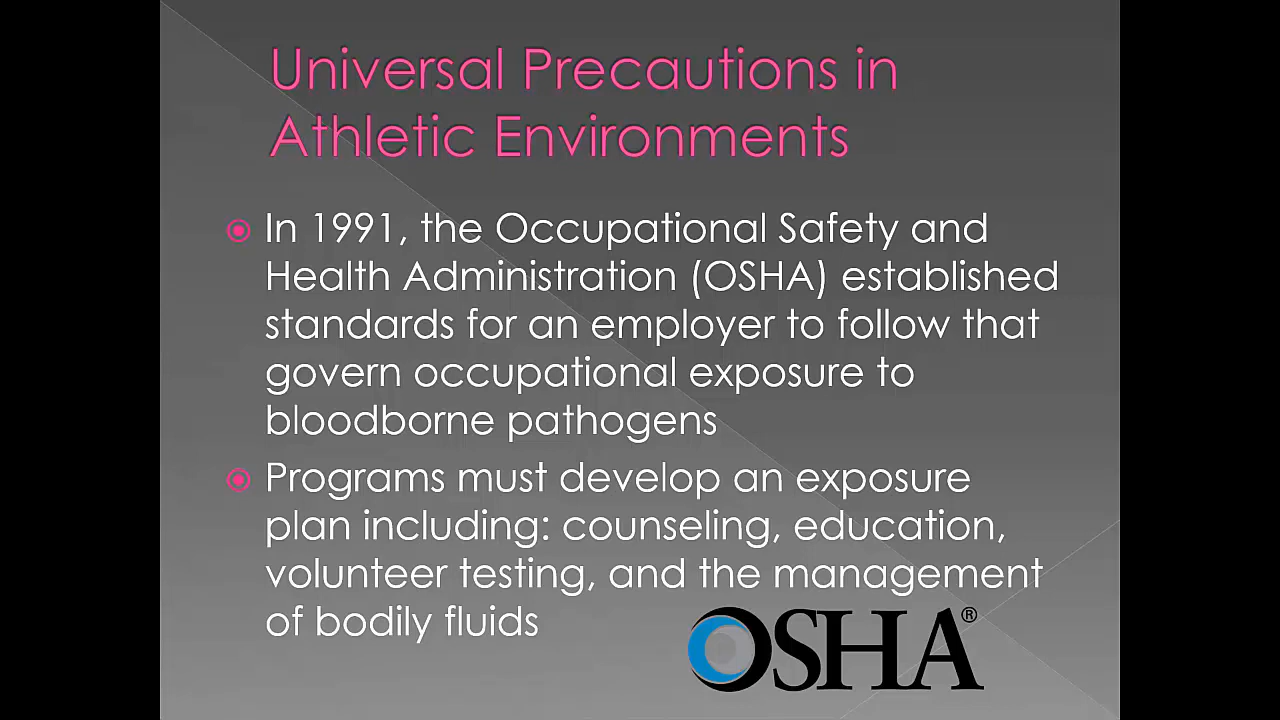 Universal Precautions in
Athletic Environments
In 1991, the Occupational Safety and
Health Administration (OSHA) established
standards for an employer to follow that
govern occupational exposure to
bloodborne pathogens
Programs must develop an exposure
plan including: counseling, education,
volunteer testing, and the management
of bodily fluids
OSHA®